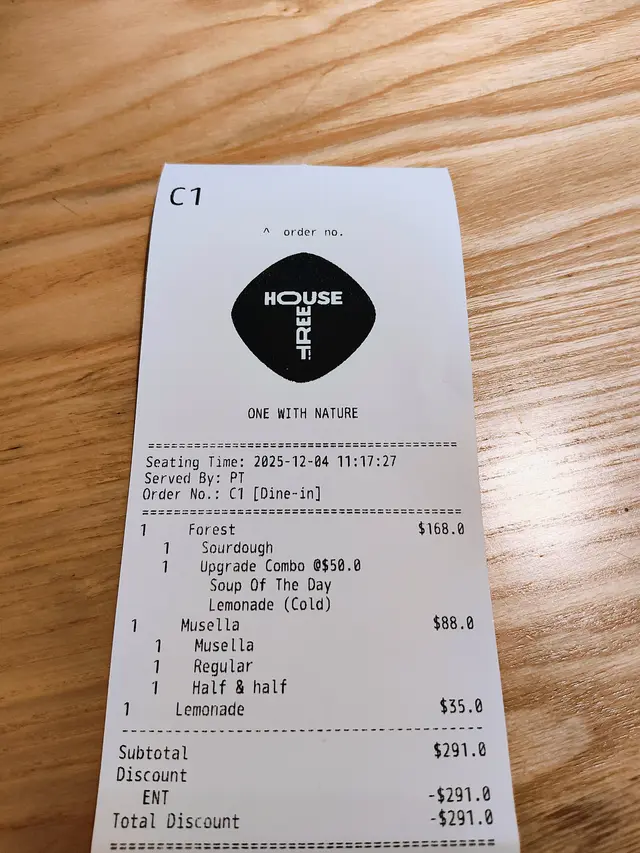 C1
^ order no.
HOUSE
TREE
ONE WITH NATURE
================================================
Seating Time: 2025-12-04 11:17:27
Served By: PT
Order No.: C1 [Dine-in]
================================================
1 Forest $168.0
1 Sourdough
1 Upgrade Combo @$50.0
Soup Of The Day
Lemonade (Cold)
1 Musella $88.0
1 Musella
1 Regular
1 Half & half
1 Lemonade $35.0
------------------------------------------------
Subtotal $291.0
Discount
ENT -$291.0
Total Discount -$291.0
================================================